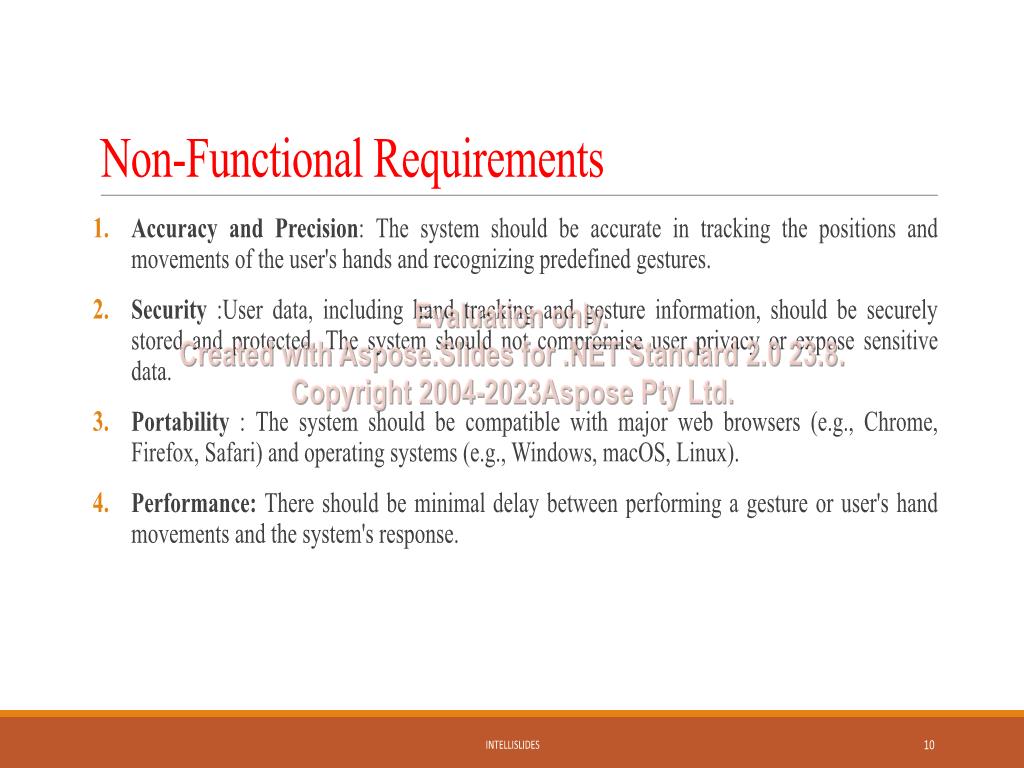 Non-Functional Requirements
1. Accuracy and Precision: The system should be accurate in tracking the positions and
movements of the user's hands and recognizing predefined gestures.
2. Security :User data, including hand tracking and gesture information, should be securely
stored and protected. The system should not compromise user privacy or expose sensitive
data.
Evaluation only.
Created with Aspose.Slides for .NET Standard 2.0 23.8.
Copyright 2004-2023Aspose Pty Ltd.
3. Portability : The system should be compatible with major web browsers (e.g., Chrome,
Firefox, Safari) and operating systems (e.g., Windows, macOS, Linux).
4. Performance: There should be minimal delay between performing a gesture or user's hand
movements and the system's response.
INTELLISLIDES
10